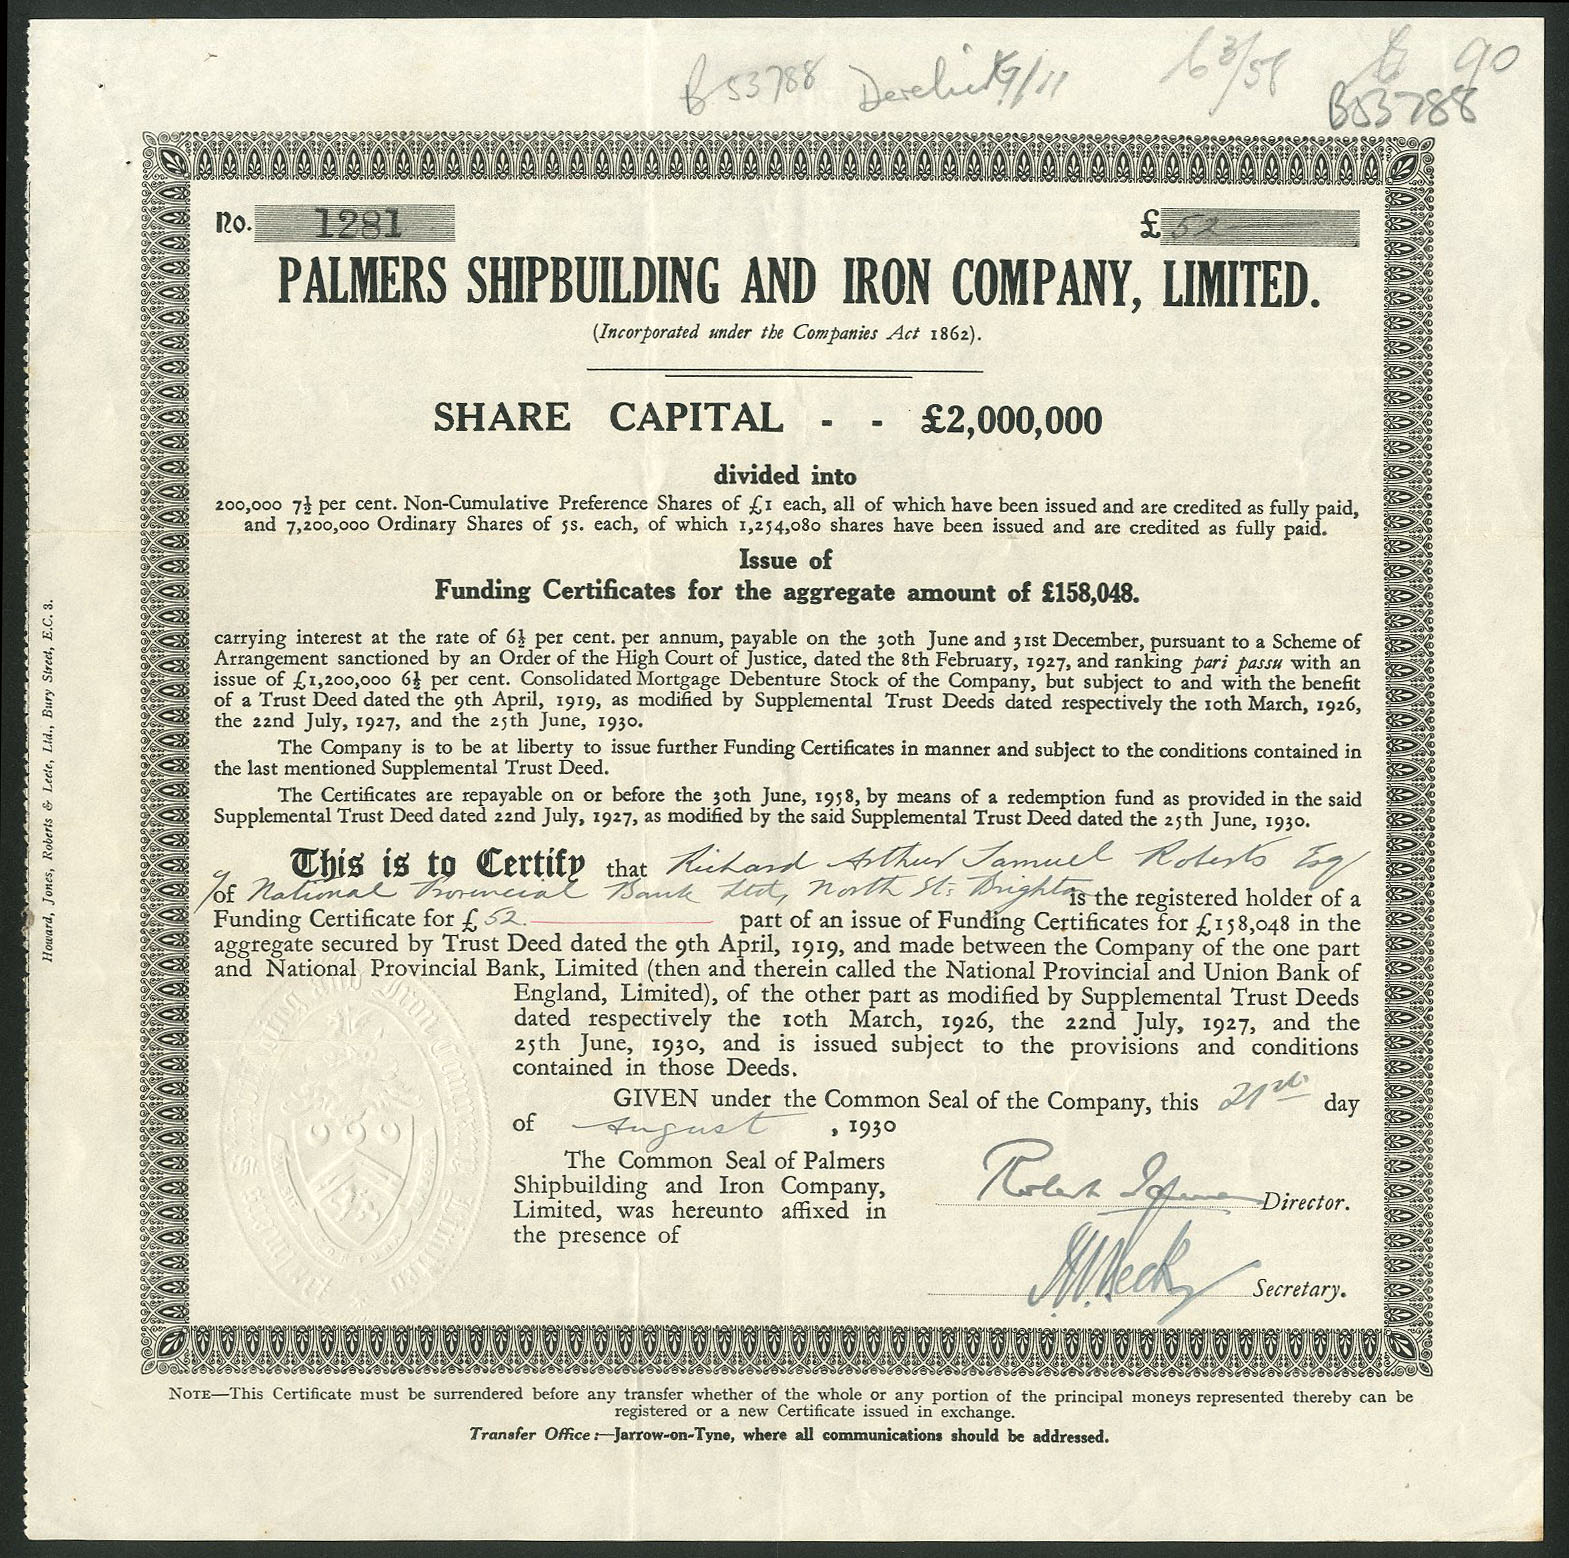 B 53788 Derelict 7/11 6 3/58 90
B53788
No. 1281 £ 52
PALMERS SHIPBUILDING AND IRON COMPANY, LIMITED.
(Incorporated under the Companies Act 1862).
SHARE CAPITAL - - £2,000,000
divided into
200,000 7½ per cent. Non-Cumulative Preference Shares of £1 each, all of which have been issued and are credited as fully paid,
and 7,200,000 Ordinary Shares of 5s. each, of which 1,254,080 shares have been issued and are credited as fully paid.
Issue of
Funding Certificates for the aggregate amount of £158,048.
carrying interest at the rate of 6½ per cent. per annum, payable on the 30th June and 31st December, pursuant to a Scheme of
Arrangement sanctioned by an Order of the High Court of Justice, dated the 8th February, 1927, and ranking pari passu with an
issue of £1,200,000 6½ per cent. Consolidated Mortgage Debenture Stock of the Company, but subject to and with the benefit
of a Trust Deed dated the 9th April, 1919, as modified by Supplemental Trust Deeds dated respectively the 10th March, 1926,
the 22nd July, 1927, and the 25th June, 1930.
The Company is to be at liberty to issue further Funding Certificates in manner and subject to the conditions contained in
the last mentioned Supplemental Trust Deed.
The Certificates are repayable on or before the 30th June, 1958, by means of a redemption fund as provided in the said
Supplemental Trust Deed dated 22nd July, 1927, as modified by the said Supplemental Trust Deed dated the 25th June, 1930.
This is to Certify that Richard Arthur Samuel Roberts Esq
of National Provincial Bank Ltd, North St: Brighton is the registered holder of a
Funding Certificate for £ 52 part of an issue of Funding Certificates for £158,048 in the
aggregate secured by Trust Deed dated the 9th April, 1919, and made between the Company of the one part
and National Provincial Bank, Limited (then and therein called the National Provincial and Union Bank of
England, Limited), of the other part as modified by Supplemental Trust Deeds
dated respectively the 10th March, 1926, the 22nd July, 1927, and the
25th June, 1930, and is issued subject to the provisions and conditions
contained in those Deeds.
GIVEN under the Common Seal of the Company, this 21st day
of August , 1930
The Common Seal of Palmers
Shipbuilding and Iron Company,
Limited, was hereunto affixed in
the presence of
Robert Director.
Secretary.
NOTE—This Certificate must be surrendered before any transfer whether of the whole or any portion of the principal moneys represented thereby can be
registered or a new Certificate issued in exchange.
Transfer Office:—Jarrow-on-Tyne, where all communications should be addressed.
Howard, Jones, Roberts & Leete, Ltd., Bury Street, E.C. 3.